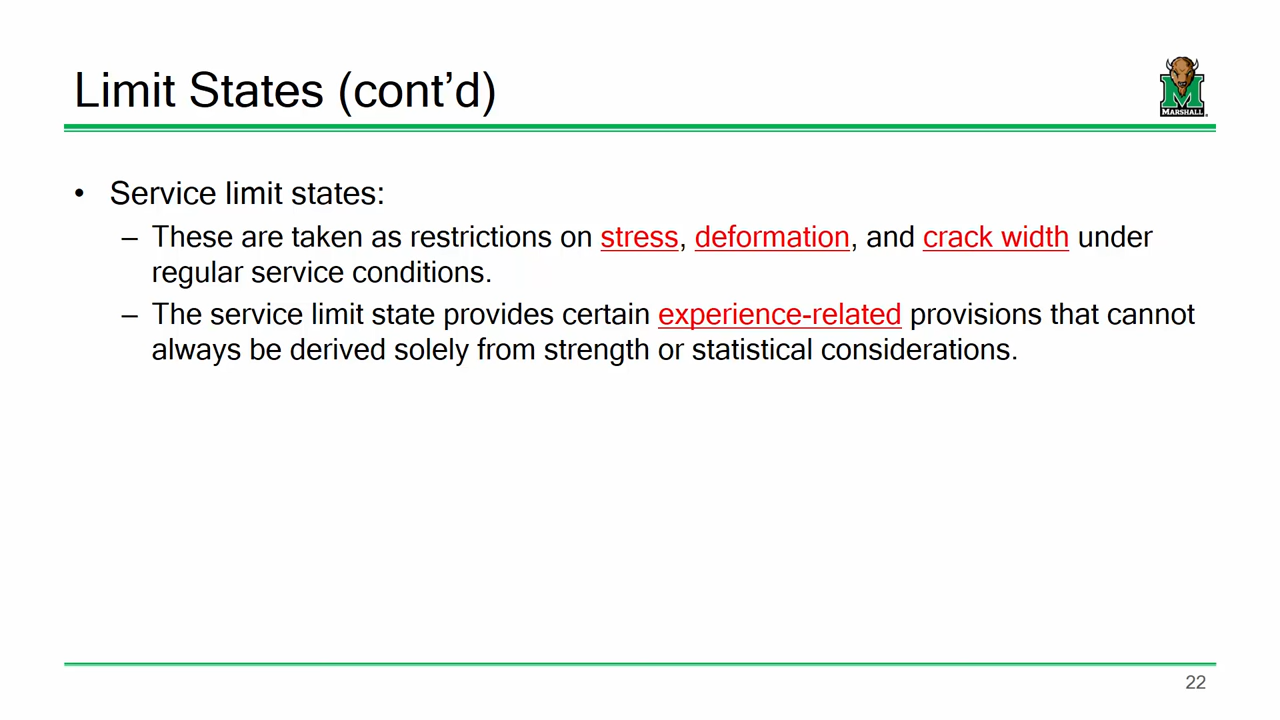 Limit States (cont’d)
MARSHALL
• Service limit states:
– These are taken as restrictions on stress, deformation, and crack width under
regular service conditions.
– The service limit state provides certain experience-related provisions that cannot
always be derived solely from strength or statistical considerations.
22